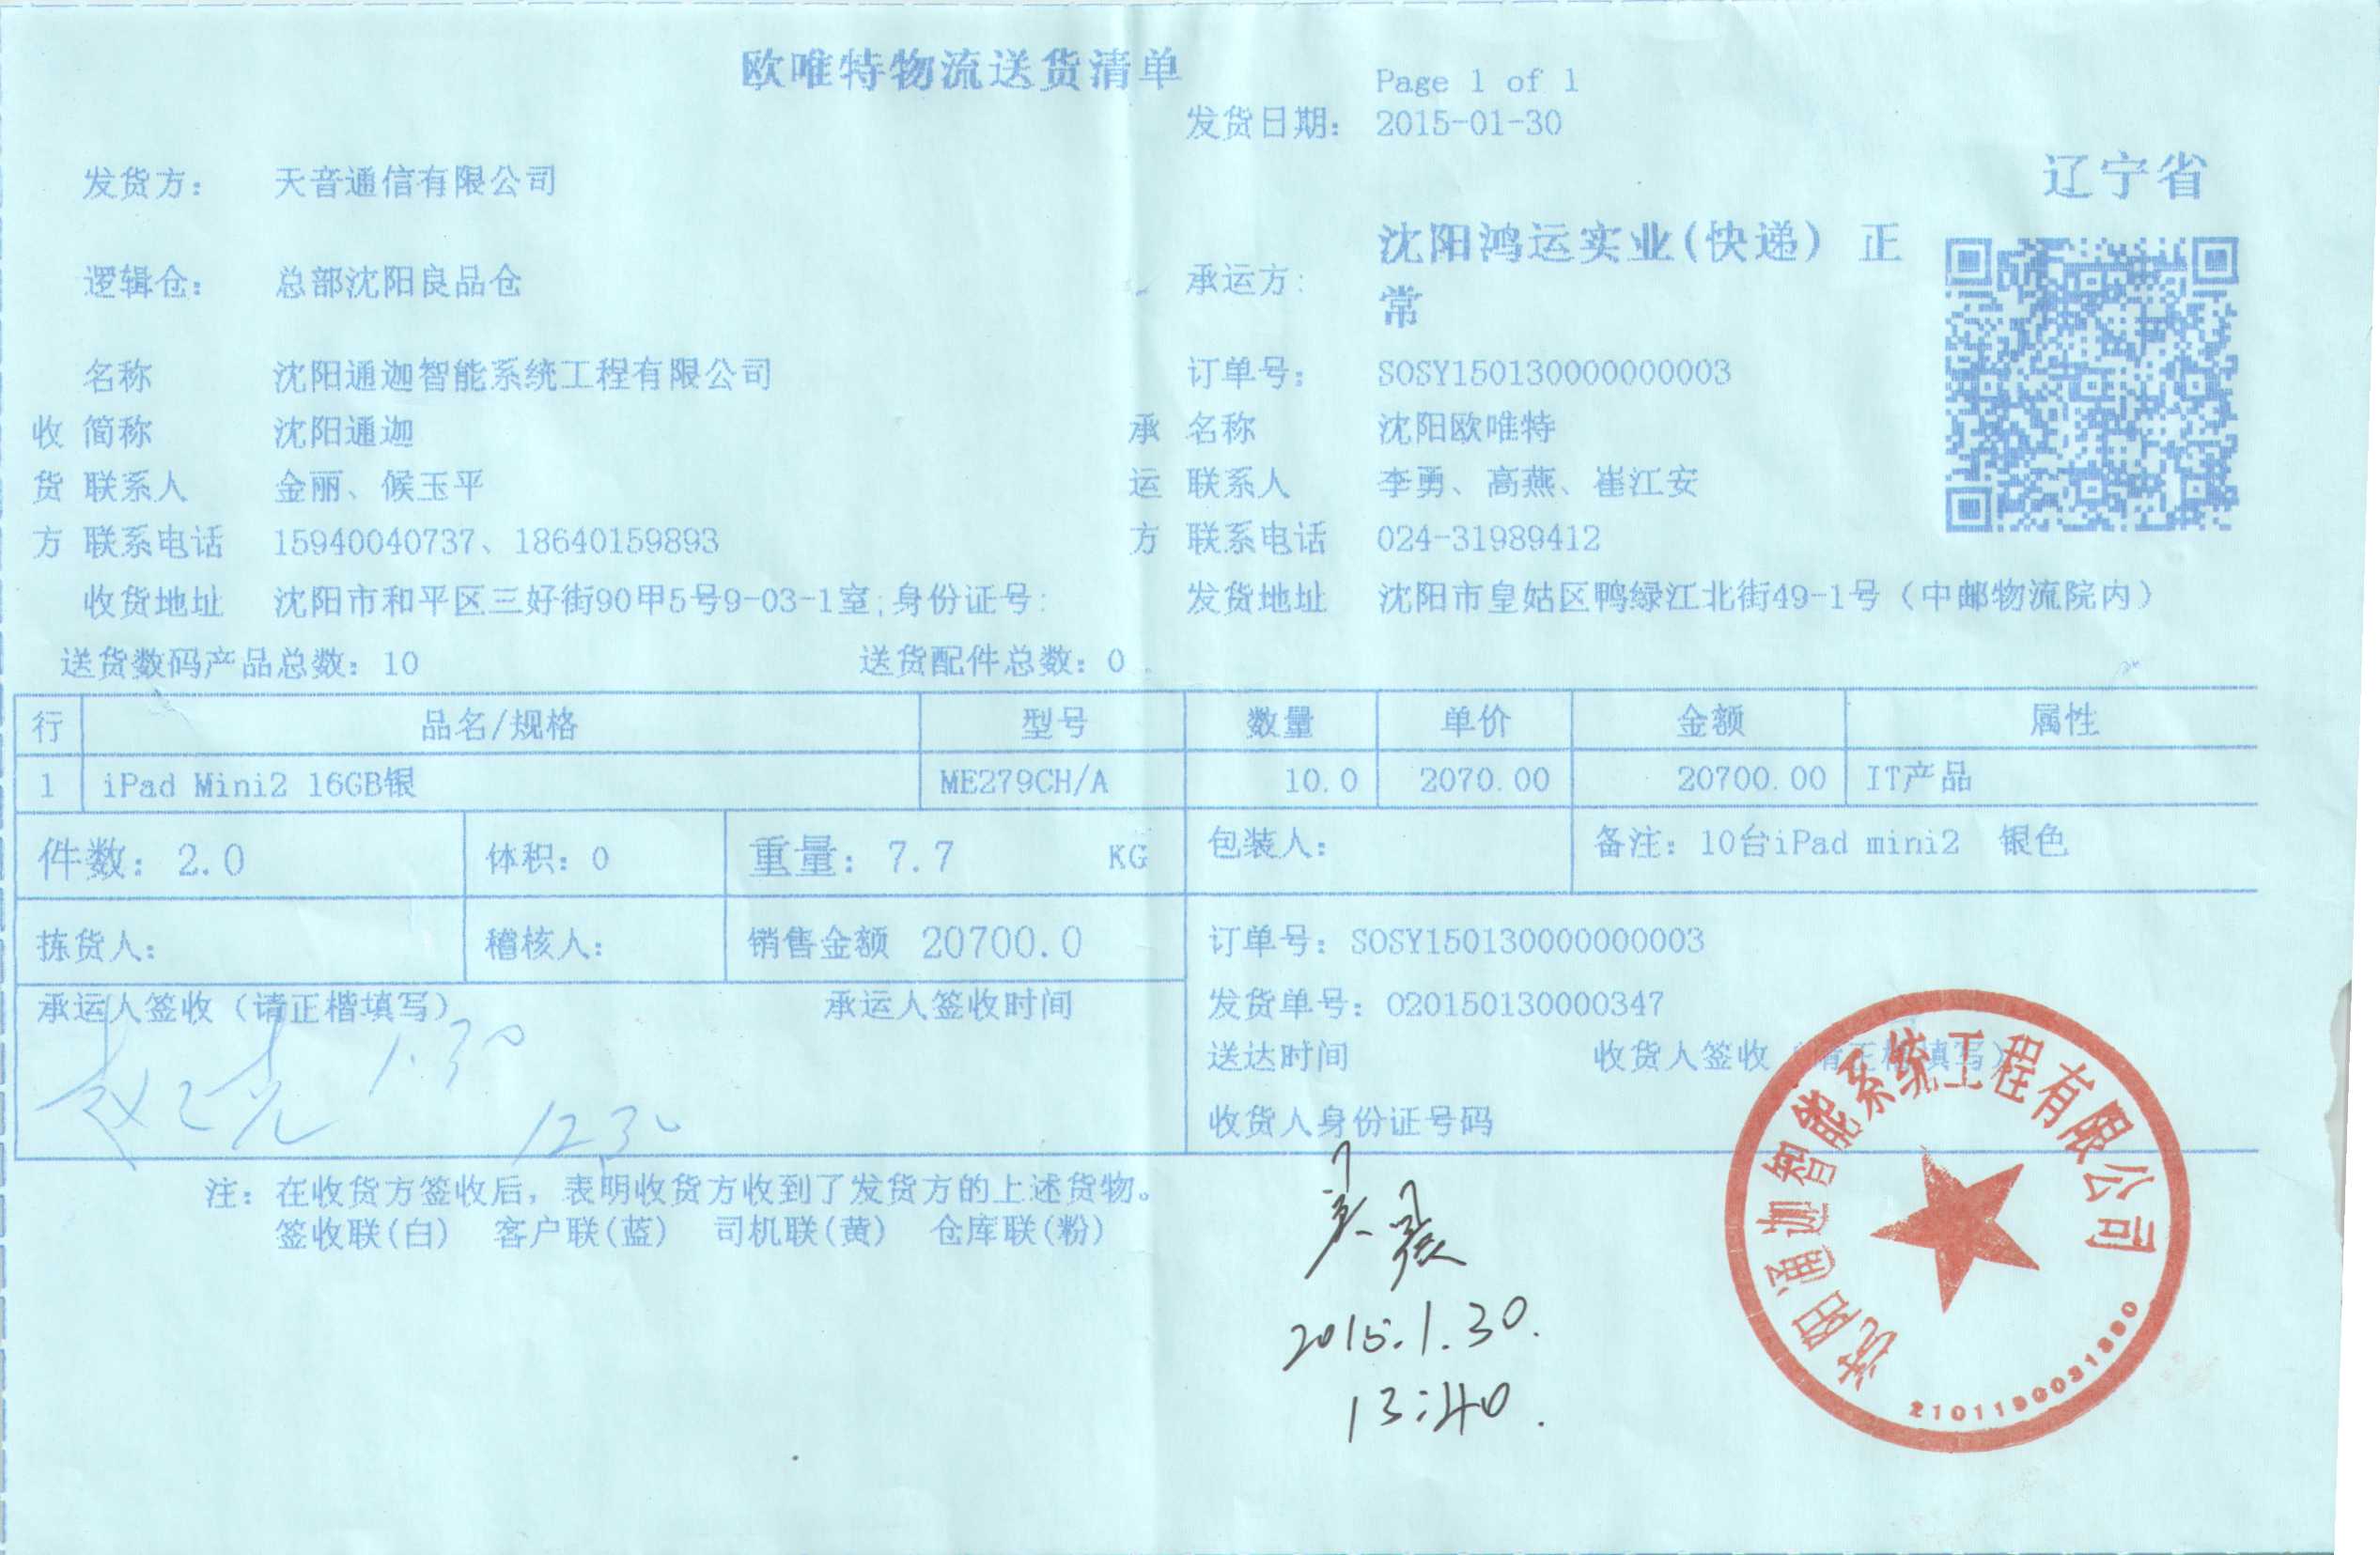 欧唯特物流送货清单
Page 1 of 1
发货日期: 2015-01-30
辽宁省
发货方: 天音通信有限公司
逻辑仓: 总部沈阳良品仓
承运方: 沈阳鸿运实业(快递) 正
常
名称 沈阳通迦智能系统工程有限公司
订单号: SOSY150130000000003
收 简称 沈阳通迦
承 名称 沈阳欧唯特
货 联系人 金丽、候玉平
运 联系人 李勇、高燕、崔江安
方 联系电话 15940040737、18640159893
方 联系电话 024-31989412
收货地址 沈阳市和平区三好街90甲5号9-03-1室;身份证号:
发货地址 沈阳市皇姑区鸭绿江北街49-1号（中邮物流院内）
送货数码产品总数: 10 送货配件总数: 0
行 品名/规格 型号 数量 单价 金额 属性
1 iPad Mini2 16GB银 ME279CH/A 10.0 2070.00 20700.00 IT产品
件数: 2.0 体积: 0 重量: 7.7 KG 包装人: 备注: 10台iPad mini2 银色
拣货人: 稽核人: 销售金额 20700.0 订单号: SOSY150130000000003
承运人签收（请正楷填写） 承运人签收时间
发货单号: 020150130000347
送达时间 收货人签收（请正楷填写）
收货人身份证号码
1.30
1230
注: 在收货方签收后，表明收货方收到了发货方的上述货物。
签收联(白) 客户联(蓝) 司机联(黄) 仓库联(粉)
2015.1.30.
13:40.
沈阳通迦智能系统工程有限公司